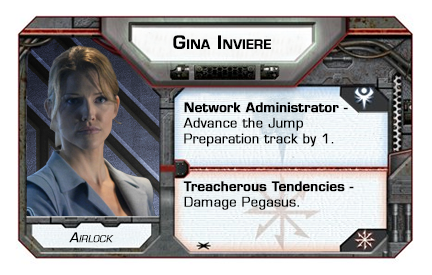 GINA INVIERE
Network Administrator -
Advance the Jump
Preparation track by 1.
Treacherous Tendencies -
Damage Pegasus.
AIRLOCK